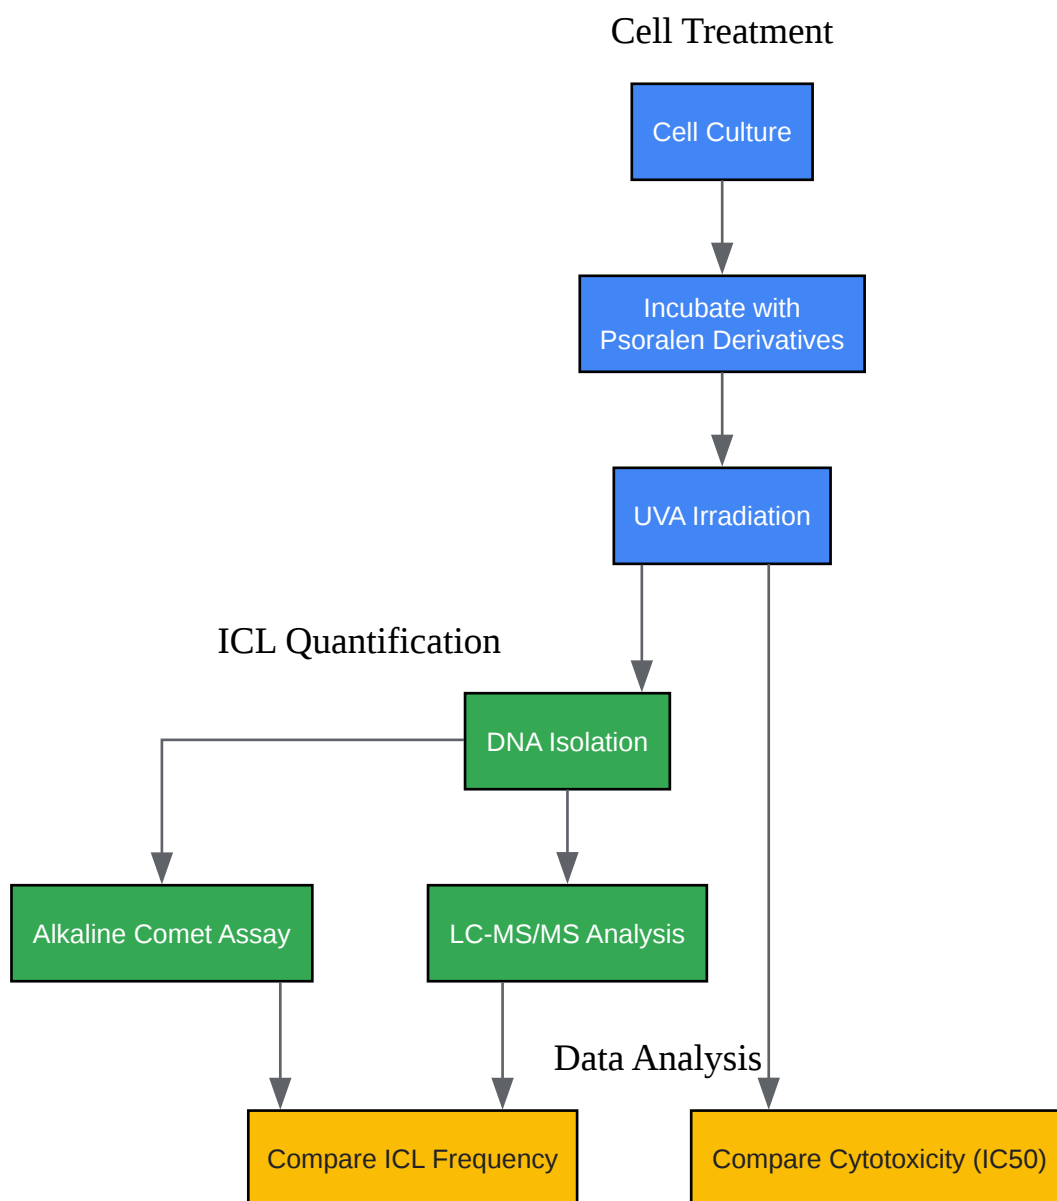 Cell Treatment
Cell Culture
Incubate with
Psoralen Derivatives
UVA Irradiation
ICL Quantification
DNA Isolation
Alkaline Comet Assay
LC-MS/MS Analysis
Data Analysis
Compare ICL Frequency
Compare Cytotoxicity (IC50)